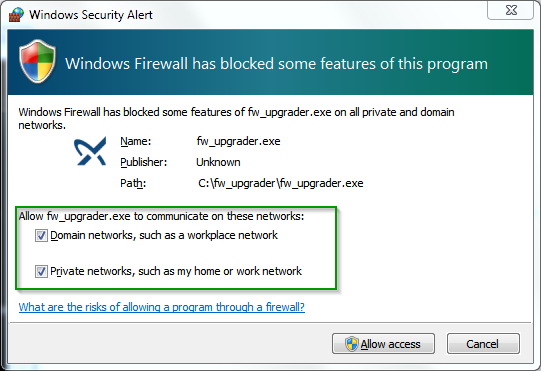 Windows Security Alert
Windows Firewall has blocked some features of this program
Windows Firewall has blocked some features of fw_upgrader.exe on all private and domain
networks.
Name: fw_upgrader.exe
Publisher: Unknown
Path: C:\fw_upgrader\fw_upgrader.exe
Allow fw_upgrader.exe to communicate on these networks:
Domain networks, such as a workplace network
Private networks, such as my home or work network
What are the risks of allowing a program through a firewall?
Allow access Cancel